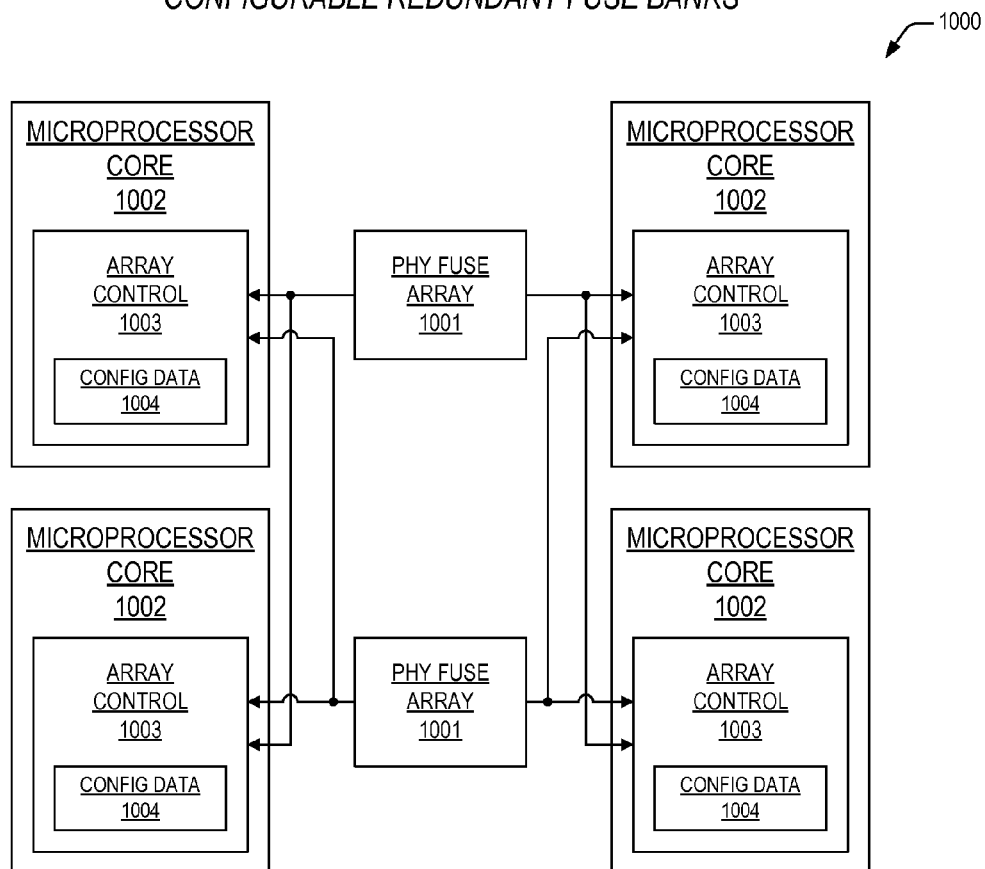 CONFIGURABLE REDUNDANT FUSE BANKS
1000
MICROPROCESSOR
CORE
1002
ARRAY
CONTROL
1003
CONFIG DATA
1004
PHY FUSE
ARRAY
1001
MICROPROCESSOR
CORE
1002
ARRAY
CONTROL
1003
CONFIG DATA
1004
MICROPROCESSOR
CORE
1002
ARRAY
CONTROL
1003
CONFIG DATA
1004
PHY FUSE
ARRAY
1001
MICROPROCESSOR
CORE
1002
ARRAY
CONTROL
1003
CONFIG DATA
1004